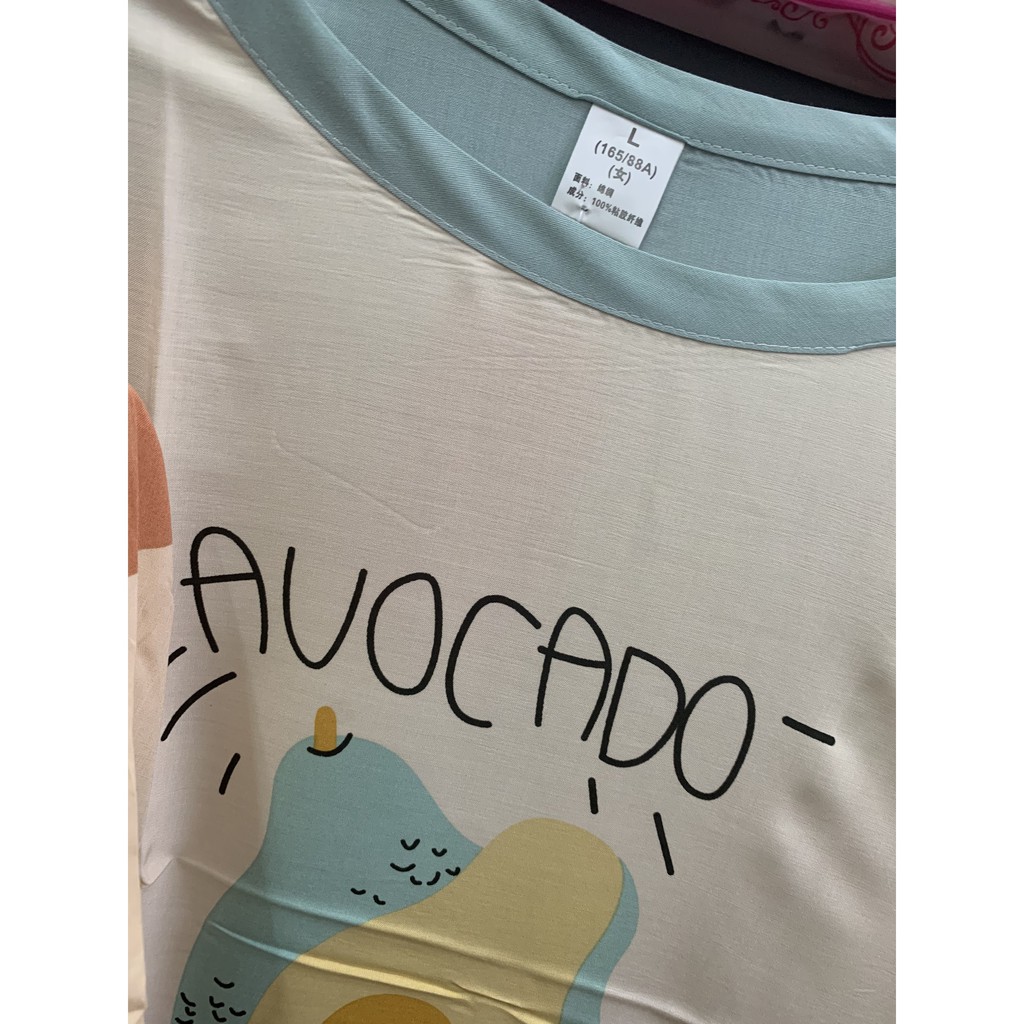 L
(165/88A)
(女)
面料：绵绸
成分：100%粘胶纤维
AVOCADO